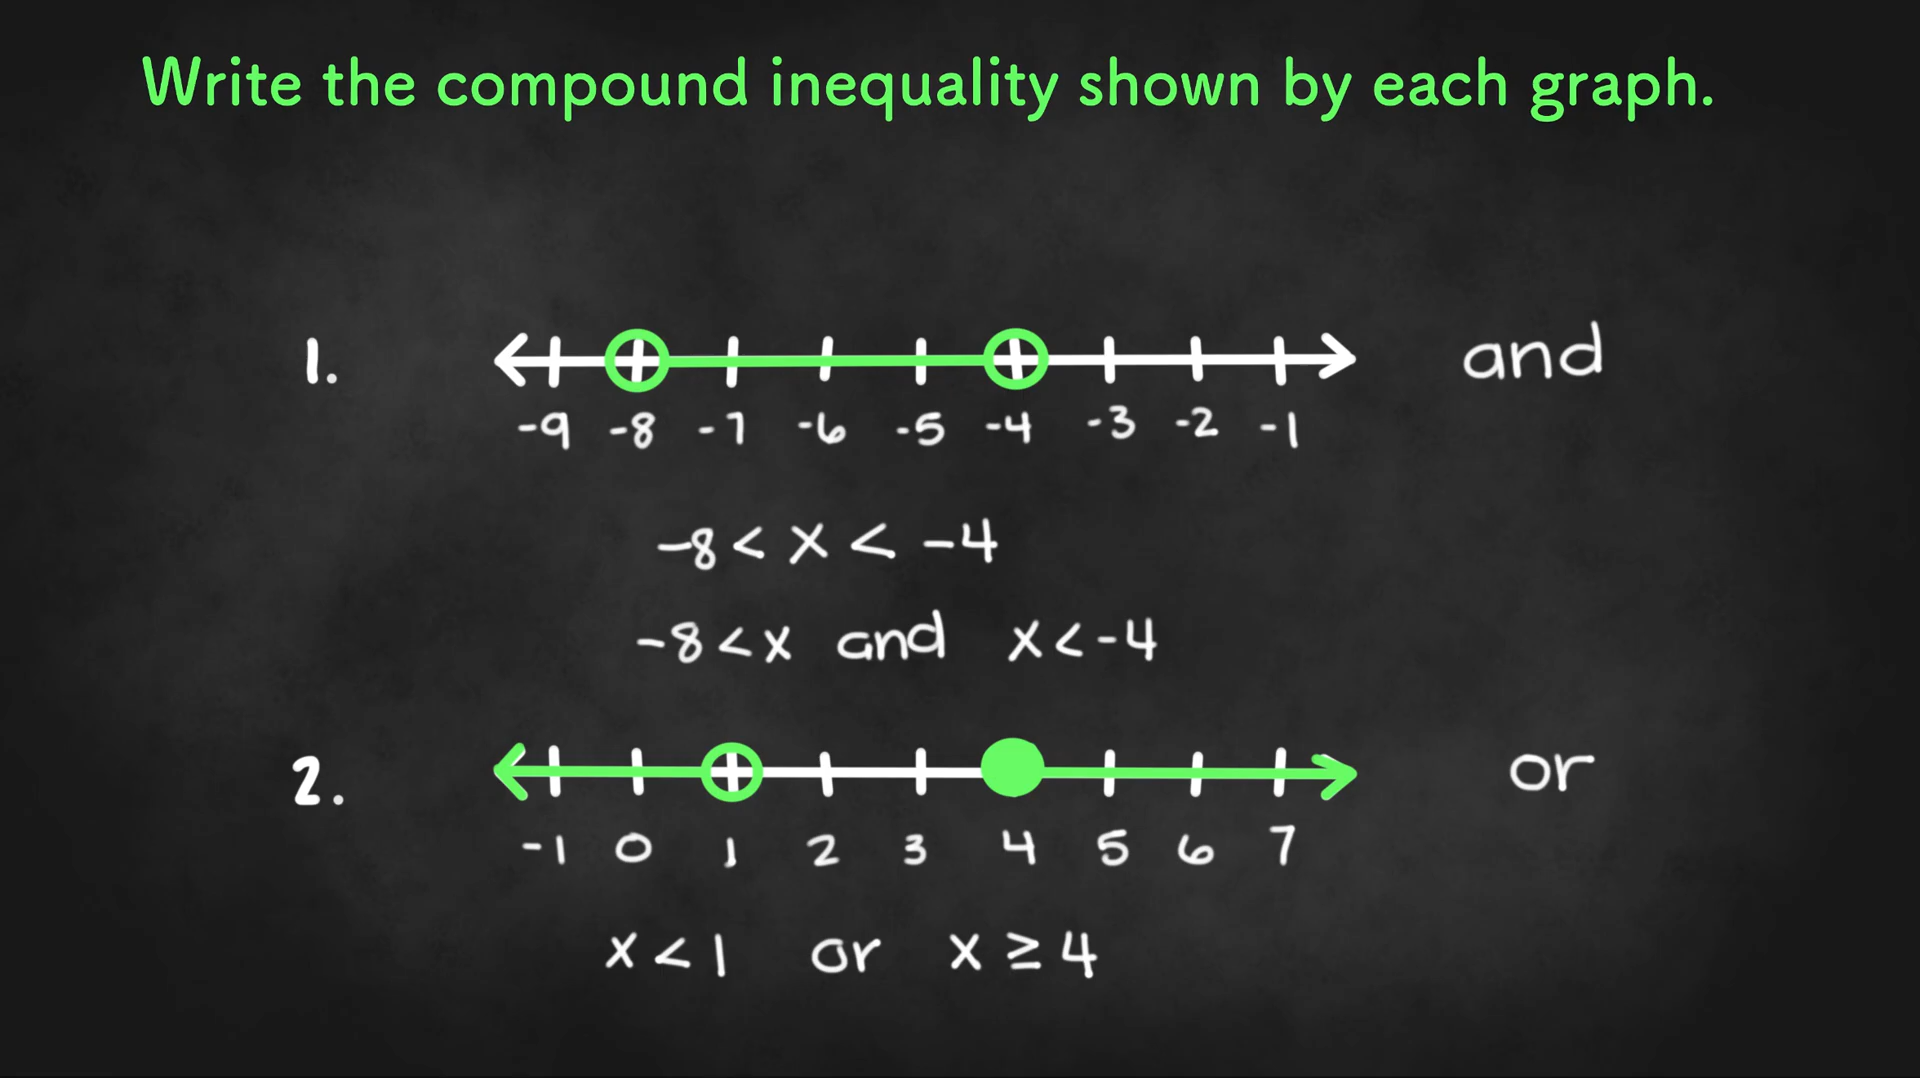 Write the compound inequality shown by each graph.
1. and
-9 -8 -7 -6 -5 -4 -3 -2 -1
-8 < x < -4
-8 < x and x < -4
2. or
-1 0 1 2 3 4 5 6 7
x < 1 or x ≥ 4